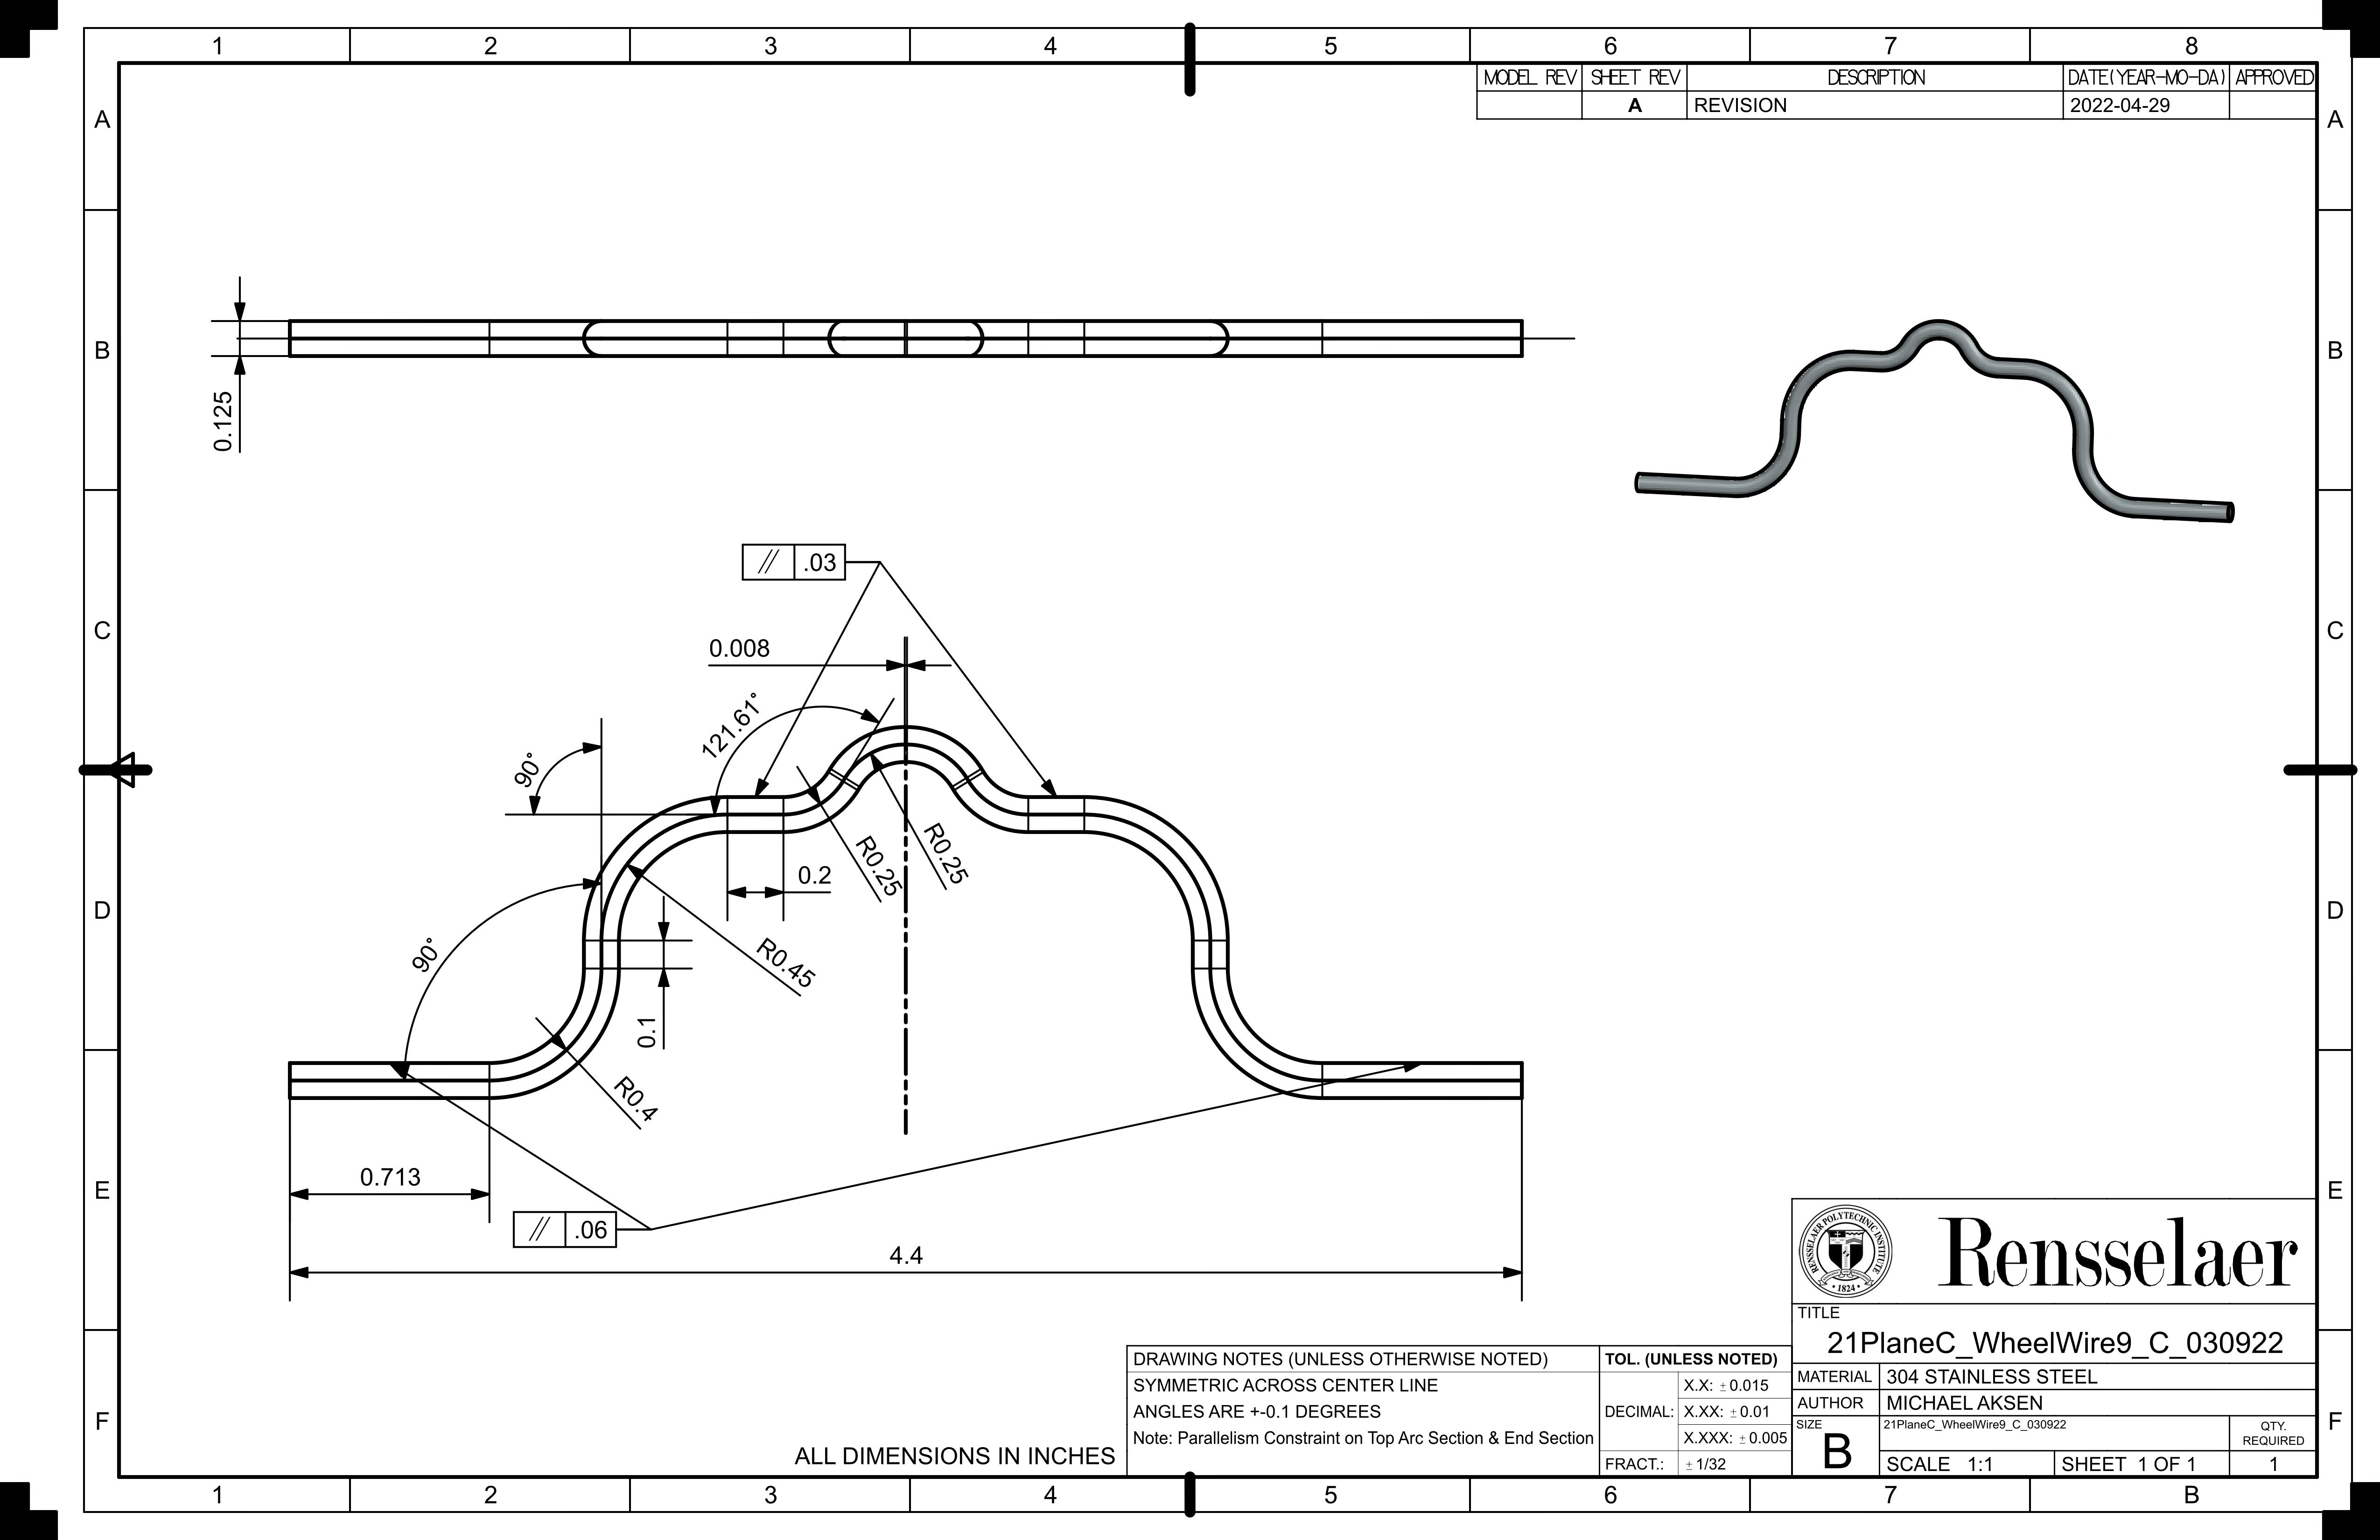 1 2 3 4 5 6 7 8
MODEL REV SHEET REV DESCRIPTION DATE(YEAR-MO-DA) APPROVED
A REVISION 2022-04-29
A A
B B
0.125
C C
// .03
0.008
121.61°
90°
R0.25
R0.25
0.2
D D
90°
R0.45
0.1
R0.4
0.713
E E
// .06
4.4
RENSSELAER POLYTECHNIC INSTITUTE
• 1824 •
Rensselaer
TITLE
21PlaneC_WheelWire9_C_030922
DRAWING NOTES (UNLESS OTHERWISE NOTED)
SYMMETRIC ACROSS CENTER LINE
ANGLES ARE +-0.1 DEGREES
Note: Parallelism Constraint on Top Arc Section & End Section
TOL. (UNLESS NOTED)
DECIMAL:
X.X: ±0.015
X.XX: ±0.01
X.XXX: ±0.005
FRACT.: ±1/32
MATERIAL 304 STAINLESS STEEL
AUTHOR MICHAEL AKSEN
SIZE
B
21PlaneC_WheelWire9_C_030922
QTY.
REQUIRED
1
SCALE 1:1
SHEET 1 OF 1
F F
ALL DIMENSIONS IN INCHES
1 2 3 4 5 6 7 B